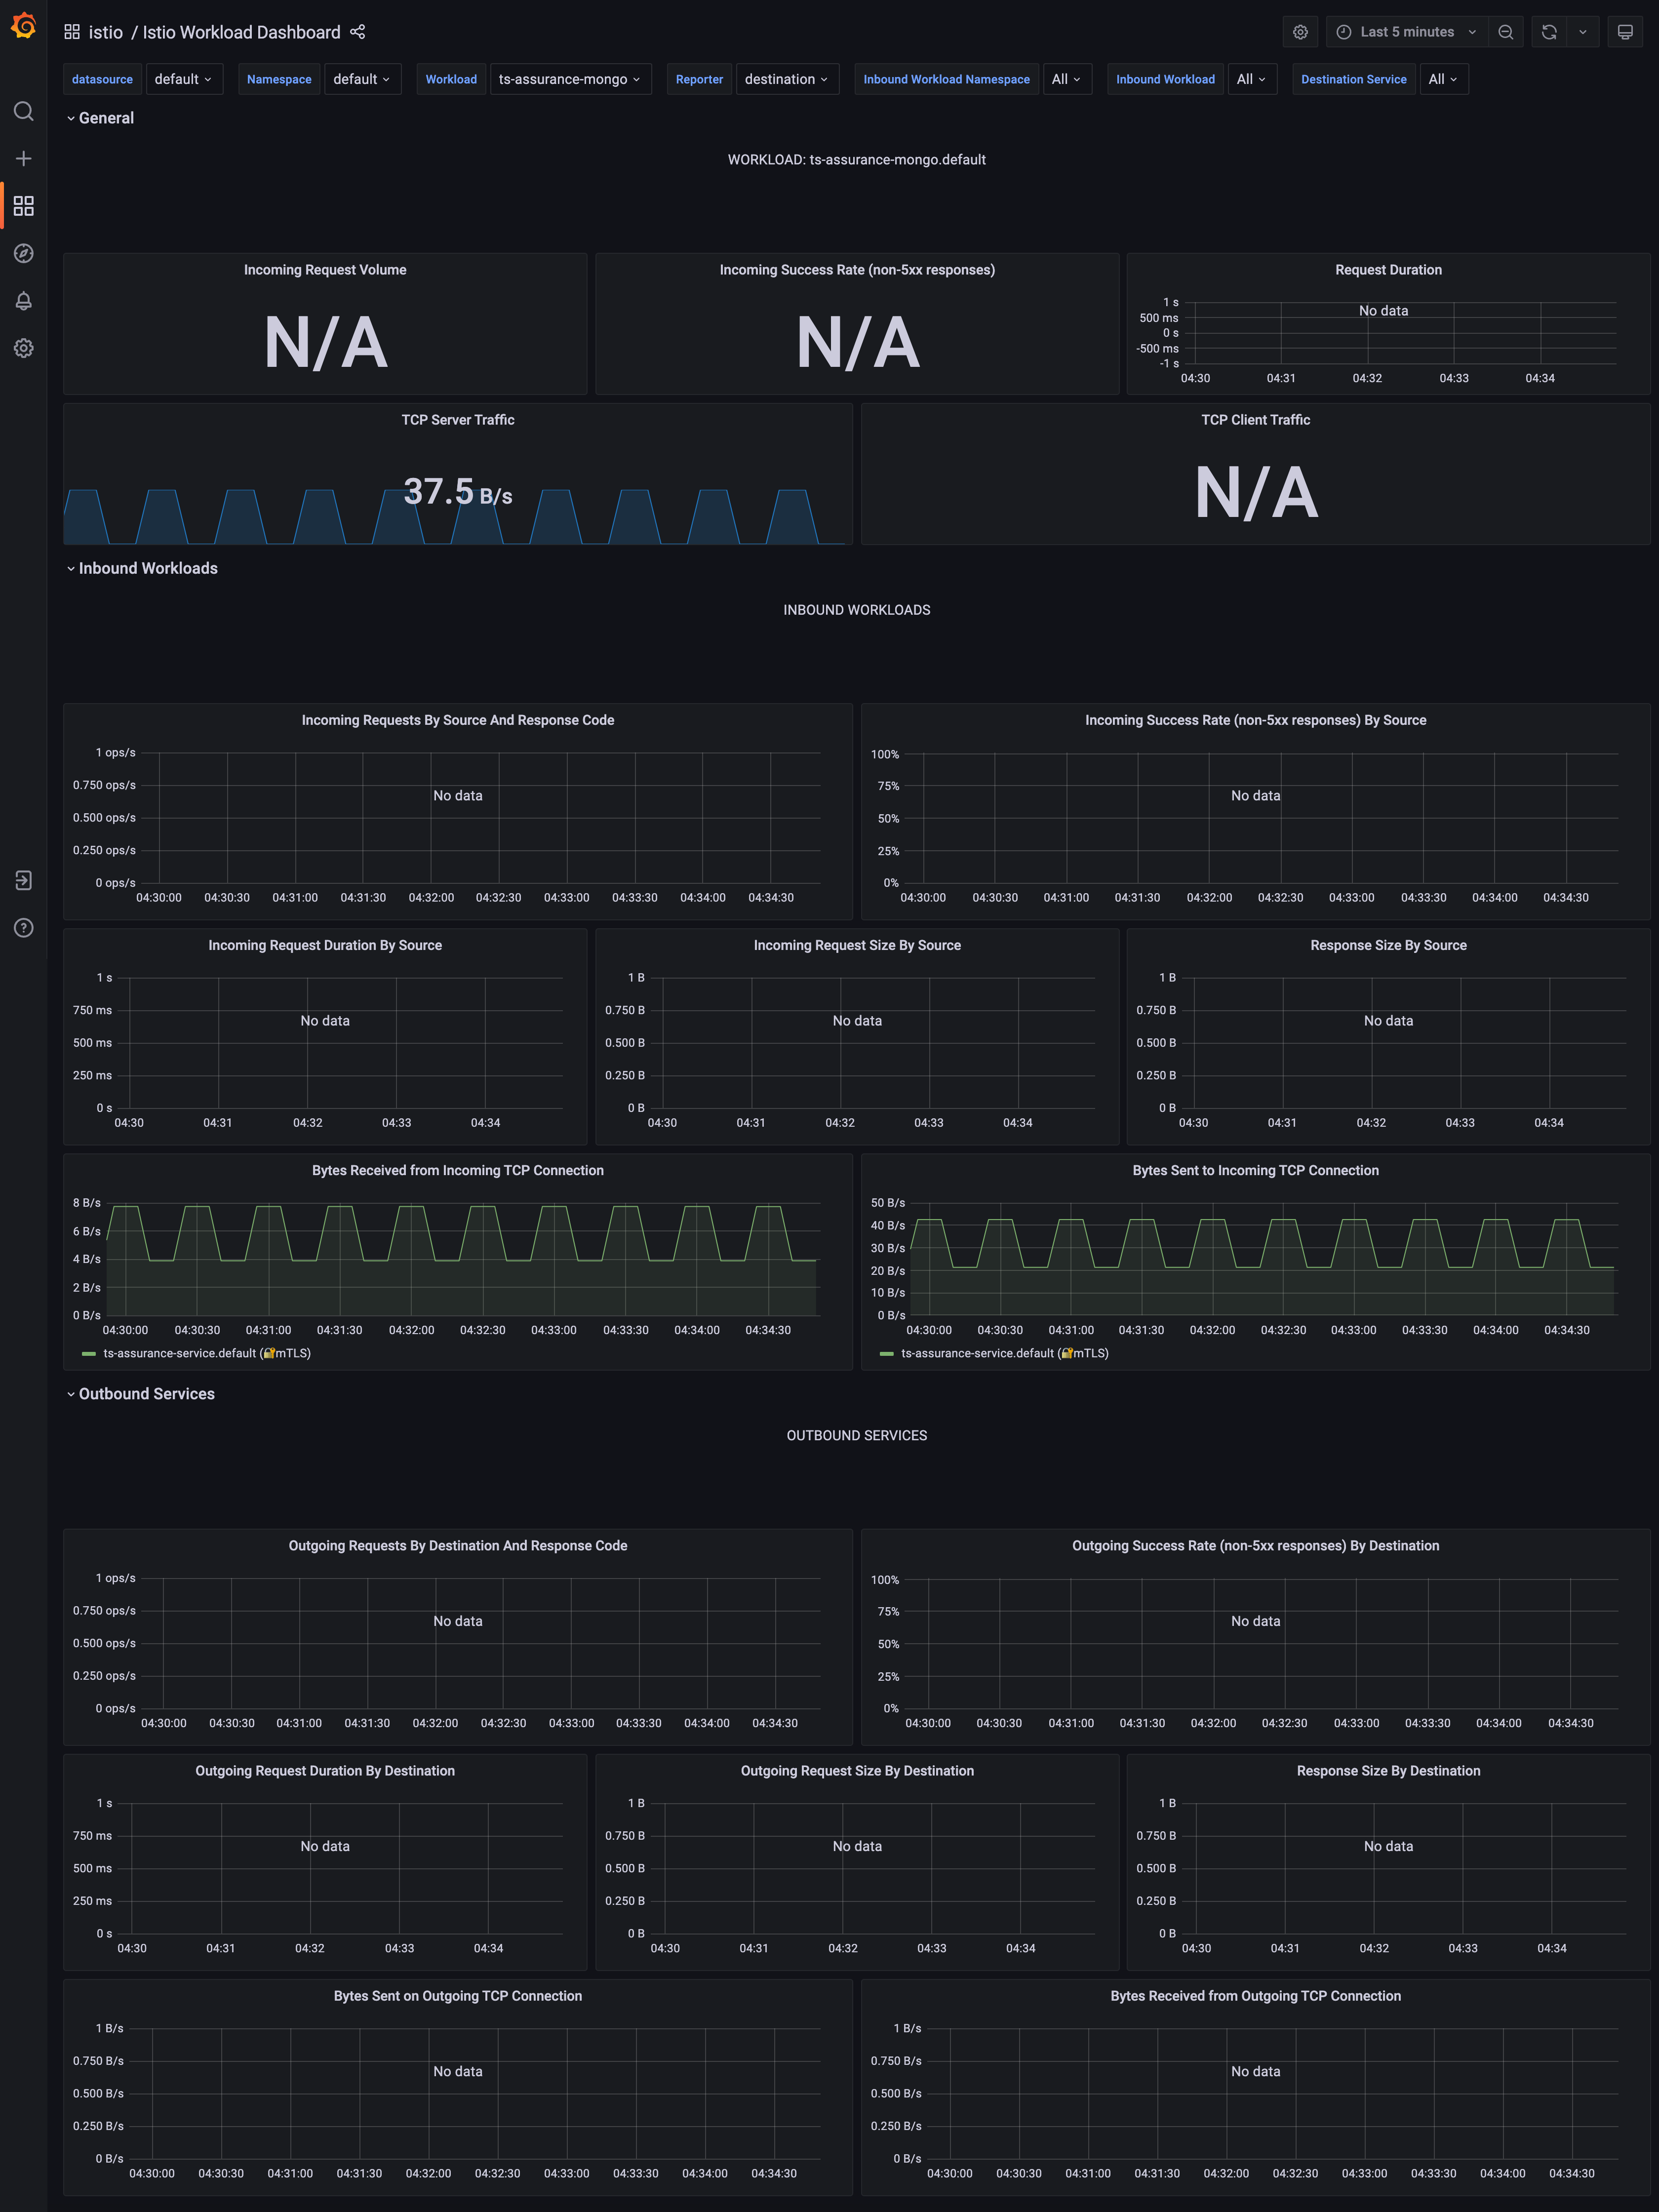 istio / Istio Workload Dashboard
Last 5 minutes
datasource default Namespace default Workload ts-assurance-mongo Reporter destination Inbound Workload Namespace All Inbound Workload All Destination Service All
General
WORKLOAD: ts-assurance-mongo.default
Incoming Request Volume
N/A
Incoming Success Rate (non-5xx responses)
N/A
Request Duration
1 s
500 ms
0 s
-500 ms
-1 s
No data
04:30 04:31 04:32 04:33 04:34
TCP Server Traffic
37.5 B/s
TCP Client Traffic
N/A
Inbound Workloads
INBOUND WORKLOADS
Incoming Requests By Source And Response Code
1 ops/s
0.750 ops/s
0.500 ops/s
0.250 ops/s
0 ops/s
No data
04:30:00 04:30:30 04:31:00 04:31:30 04:32:00 04:32:30 04:33:00 04:33:30 04:34:00 04:34:30
Incoming Success Rate (non-5xx responses) By Source
100%
75%
50%
25%
0%
No data
04:30:00 04:30:30 04:31:00 04:31:30 04:32:00 04:32:30 04:33:00 04:33:30 04:34:00 04:34:30
Incoming Request Duration By Source
1 s
750 ms
500 ms
250 ms
0 s
No data
04:30 04:31 04:32 04:33 04:34
Incoming Request Size By Source
1 B
0.750 B
0.500 B
0.250 B
0 B
No data
04:30 04:31 04:32 04:33 04:34
Response Size By Source
1 B
0.750 B
0.500 B
0.250 B
0 B
No data
04:30 04:31 04:32 04:33 04:34
Bytes Received from Incoming TCP Connection
8 B/s
6 B/s
4 B/s
2 B/s
0 B/s
04:30:00 04:30:30 04:31:00 04:31:30 04:32:00 04:32:30 04:33:00 04:33:30 04:34:00 04:34:30
ts-assurance-service.default (🔐mTLS)
Bytes Sent to Incoming TCP Connection
50 B/s
40 B/s
30 B/s
20 B/s
10 B/s
0 B/s
04:30:00 04:30:30 04:31:00 04:31:30 04:32:00 04:32:30 04:33:00 04:33:30 04:34:00 04:34:30
ts-assurance-service.default (🔐mTLS)
Outbound Services
OUTBOUND SERVICES
Outgoing Requests By Destination And Response Code
1 ops/s
0.750 ops/s
0.500 ops/s
0.250 ops/s
0 ops/s
No data
04:30:00 04:30:30 04:31:00 04:31:30 04:32:00 04:32:30 04:33:00 04:33:30 04:34:00 04:34:30
Outgoing Success Rate (non-5xx responses) By Destination
100%
75%
50%
25%
0%
No data
04:30:00 04:30:30 04:31:00 04:31:30 04:32:00 04:32:30 04:33:00 04:33:30 04:34:00 04:34:30
Outgoing Request Duration By Destination
1 s
750 ms
500 ms
250 ms
0 s
No data
04:30 04:31 04:32 04:33 04:34
Outgoing Request Size By Destination
1 B
0.750 B
0.500 B
0.250 B
0 B
No data
04:30 04:31 04:32 04:33 04:34
Response Size By Destination
1 B
0.750 B
0.500 B
0.250 B
0 B
No data
04:30 04:31 04:32 04:33 04:34
Bytes Sent on Outgoing TCP Connection
1 B/s
0.750 B/s
0.500 B/s
0.250 B/s
0 B/s
No data
04:30:00 04:30:30 04:31:00 04:31:30 04:32:00 04:32:30 04:33:00 04:33:30 04:34:00 04:34:30
Bytes Received from Outgoing TCP Connection
1 B/s
0.750 B/s
0.500 B/s
0.250 B/s
0 B/s
No data
04:30:00 04:30:30 04:31:00 04:31:30 04:32:00 04:32:30 04:33:00 04:33:30 04:34:00 04:34:30